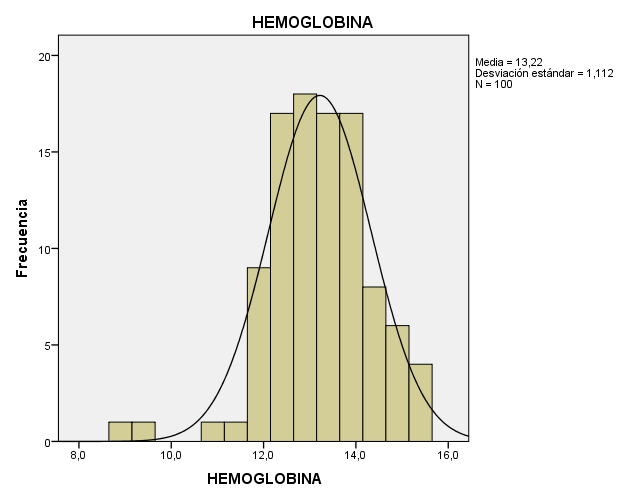 HEMOGLOBINA
Media = 13,22
Desviación estándar = 1,112
N = 100
Frecuencia
20
15
10
5
0
8,0 10,0 12,0 14,0 16,0
HEMOGLOBINA